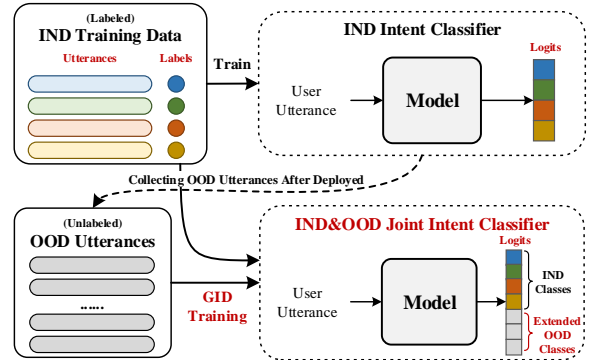 (Labeled)
IND Training Data
Utterances Labels
Train
IND Intent Classifier
Logits
User
Utterance
Model
Collecting OOD Utterances After Deployed
(Unlabeled)
OOD Utterances
......
GID
Training
IND&OOD Joint Intent Classifier
Logits
User
Utterance
Model
IND
Classes
Extended
OOD
Classes